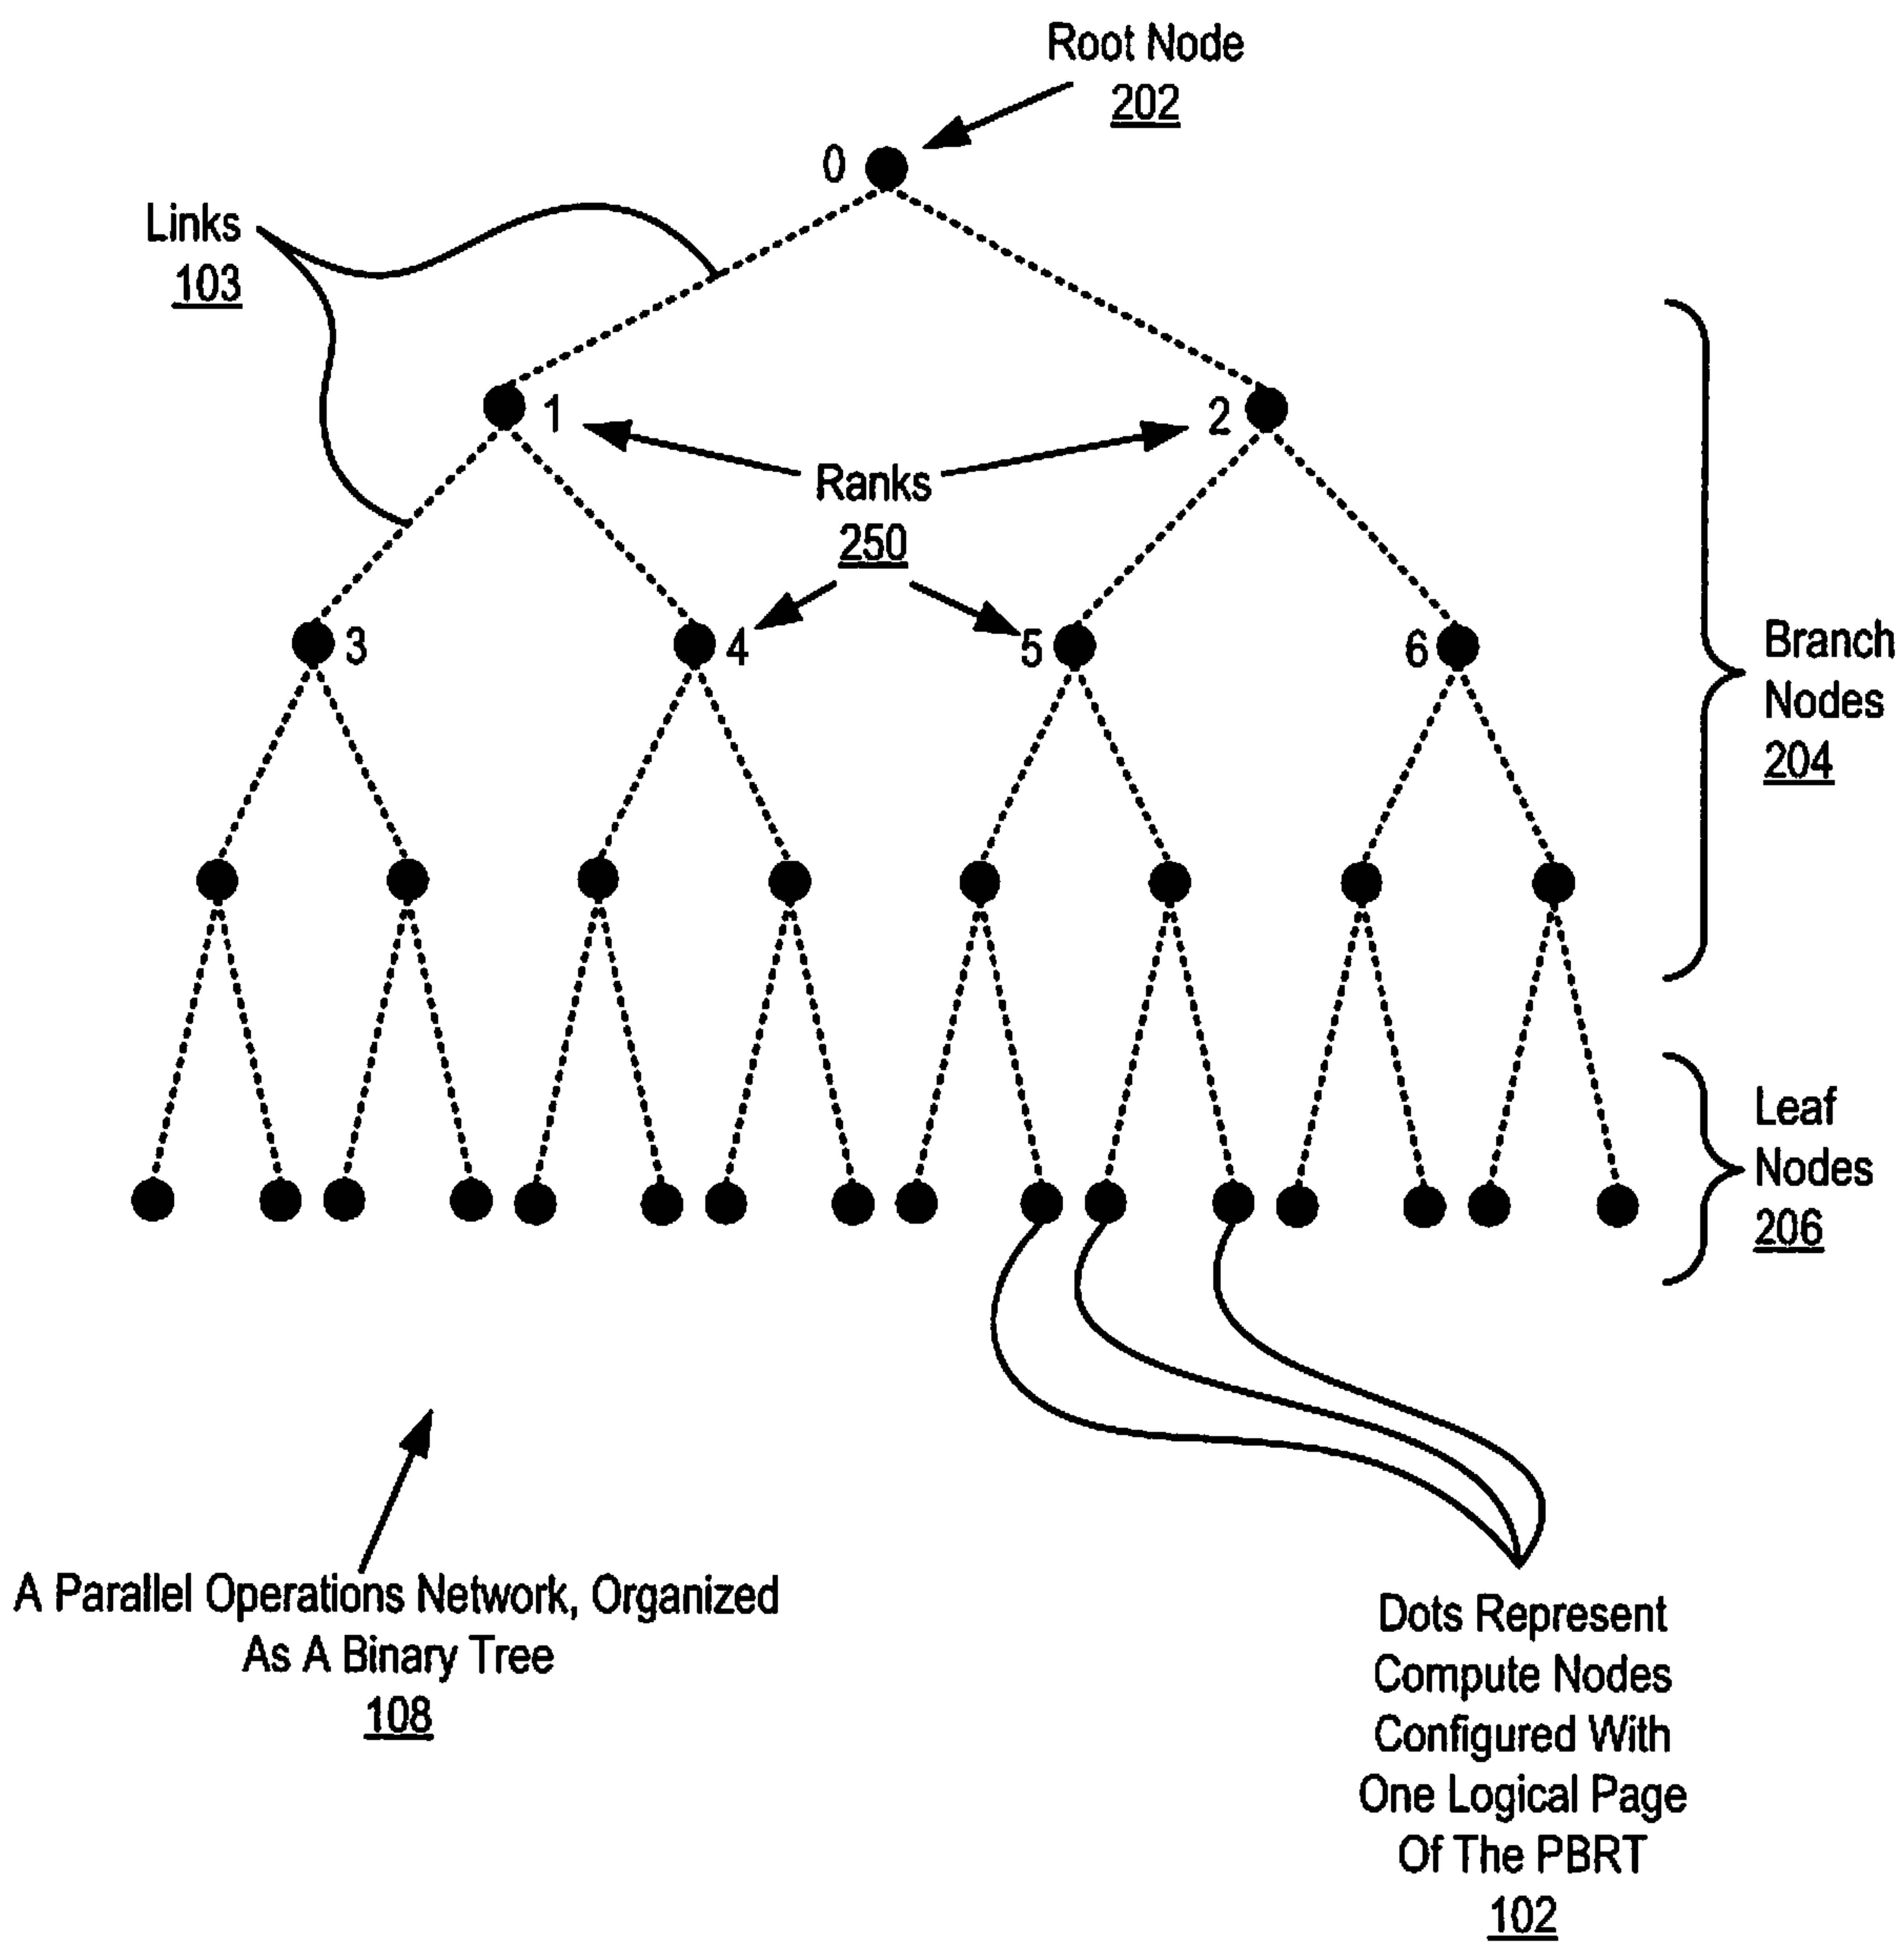 Root Node
202
0
Links
103
1
2
Ranks
250
3
4
5
6
Branch
Nodes
204
Leaf
Nodes
206
A Parallel Operations Network, Organized
As A Binary Tree
108
Dots Represent
Compute Nodes
Configured With
One Logical Page
Of The PBRT
102